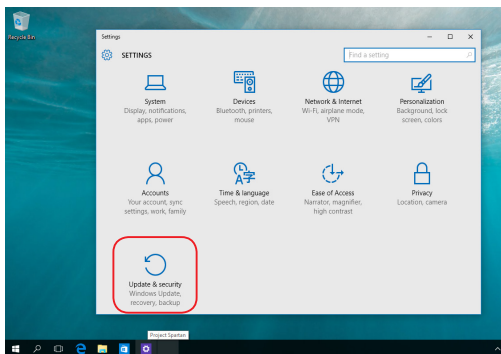 Recycle Bin
Settings
SETTINGS
Find a setting
System
Display, notifications,
apps, power
Devices
Bluetooth, printers,
mouse
Network & Internet
Wi-Fi, airplane mode,
VPN
Personalization
Background, lock
screen, colors
Accounts
Your account, sync
settings, work, family
Time & language
Speech, region, date
Ease of Access
Narrator, magnifier,
high contrast
Privacy
Location, camera
Update & security
Windows Update,
recovery, backup
Project Spartan